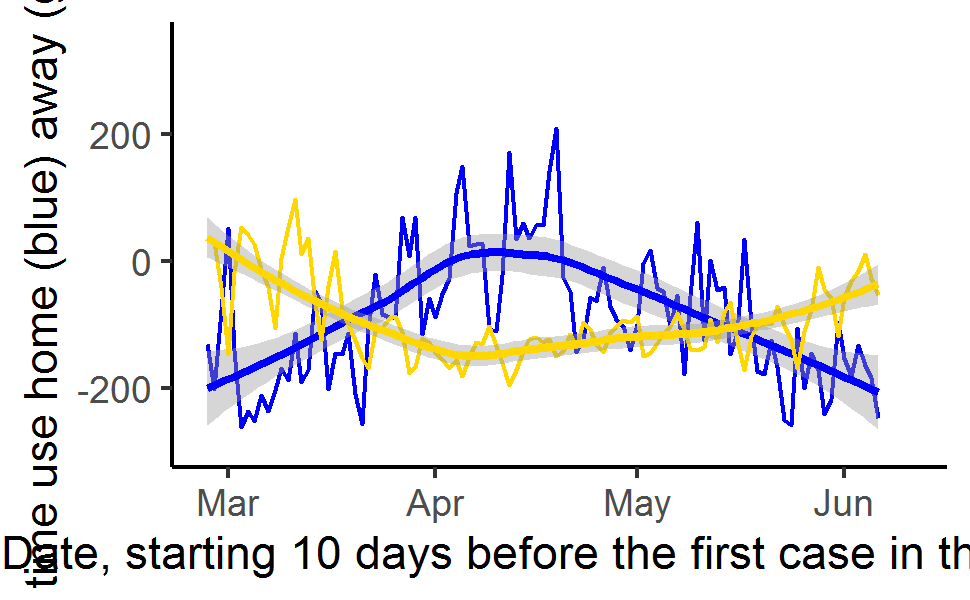 time use home (blue) away (
200
0
-200
Mar Apr May Jun
Date, starting 10 days before the first case in th